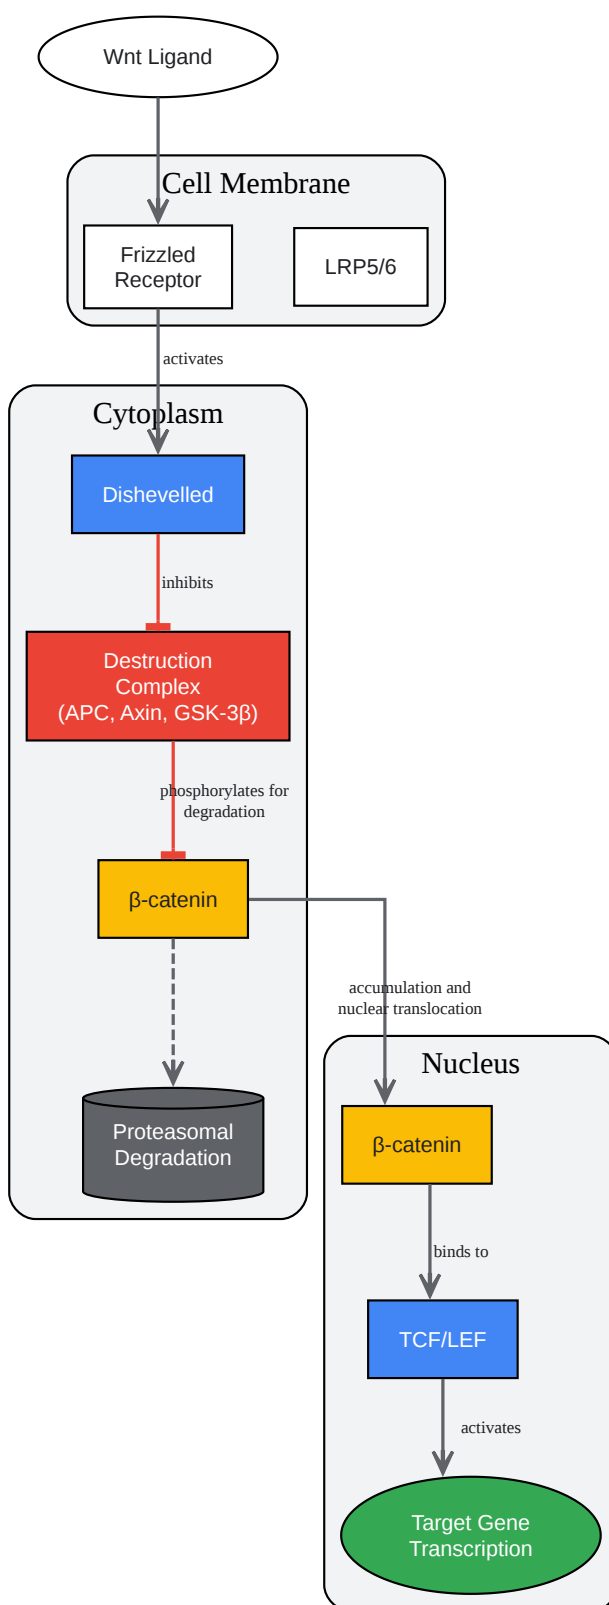 Wnt Ligand
Cell Membrane
Frizzled
Receptor
LRP5/6
activates
Cytoplasm
Dishevelled
inhibits
Destruction
Complex
(APC, Axin, GSK-3β)
phosphorylates for
degradation
β-catenin
accumulation and
nuclear translocation
Nucleus
Proteasomal
Degradation
β-catenin
binds to
TCF/LEF
activates
Target Gene
Transcription